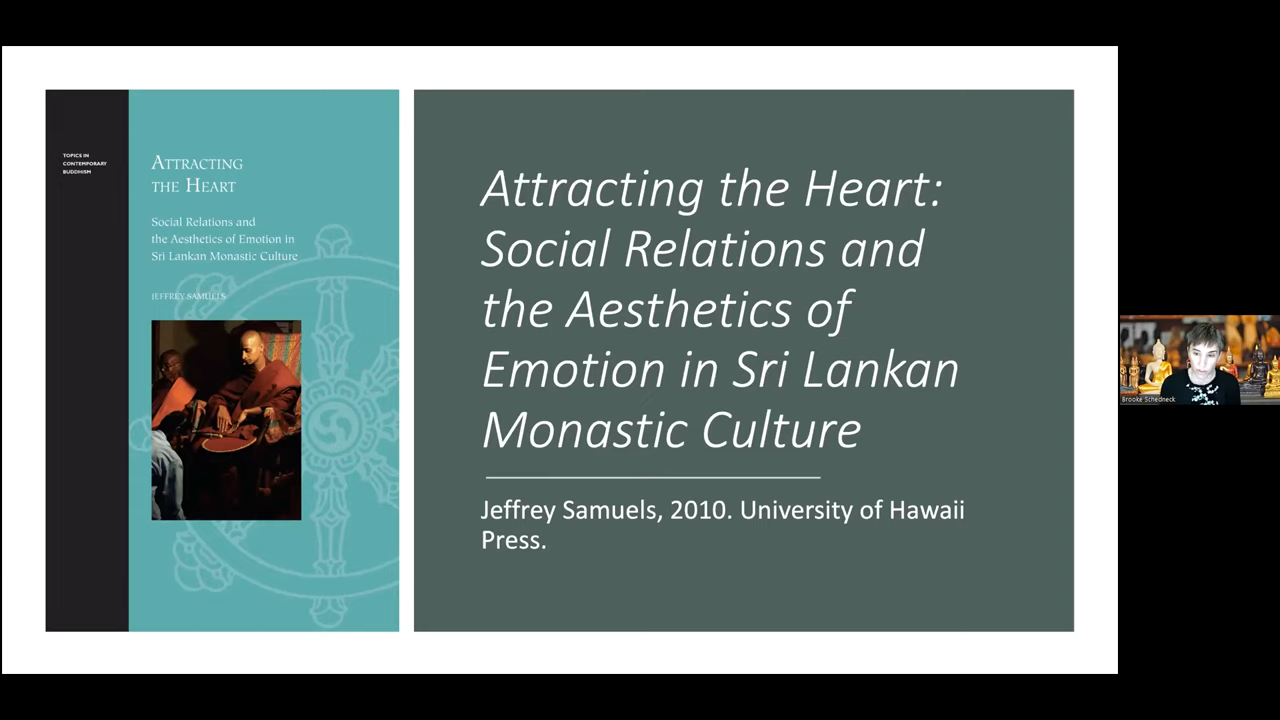 TOPICS IN
CONTEMPORARY
BUDDHISM
ATTRACTING
THE HEART
Social Relations and
the Aesthetics of Emotion in
Sri Lankan Monastic Culture
JEFFREY SAMUELS
Attracting the Heart:
Social Relations and
the Aesthetics of
Emotion in Sri Lankan
Monastic Culture
Jeffrey Samuels, 2010. University of Hawaii
Press.
Brooke Schedneck